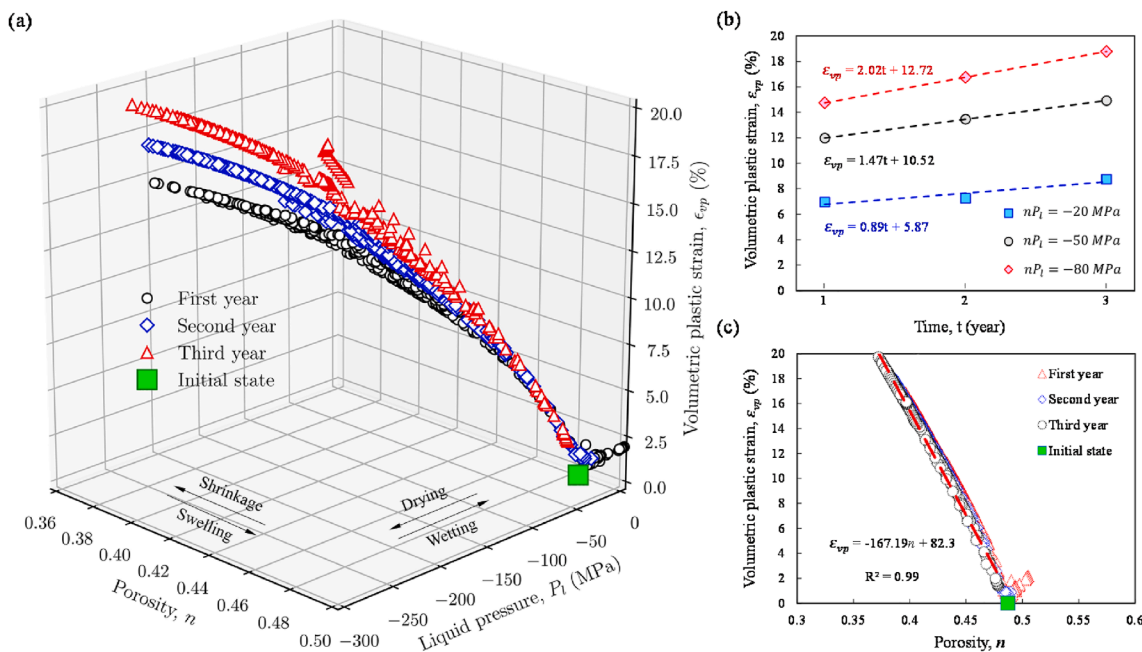 (a)
20.0
17.5
15.0
12.5
10.0
7.5
5.0
2.5
0.0
Volumetric plastic strain, ϵvp (%)
First year
Second year
Third year
Initial state
Shrinkage
Swelling
Drying
Wetting
0.36
0.38
0.40
0.42
0.44
0.46
0.48
0.50
Porosity, n
−300
−250
−200
−150
−100
−50
0
Liquid pressure, Pl (MPa)
(b)
20
18
16
14
12
10
8
6
4
2
0
Volumetric plastic strain, εvp (%)
εvp = 2.02t + 12.72
εvp = 1.47t + 10.52
εvp = 0.89t + 5.87
nPl = −20 MPa
nPl = −50 MPa
nPl = −80 MPa
1
2
3
Time, t (year)
(c)
20
18
16
14
12
10
8
6
4
2
0
Volumetric plastic strain, εvp (%)
First year
Second year
Third year
Initial state
εvp = -167.19n + 82.3
R² = 0.99
0.3
0.35
0.4
0.45
0.5
0.55
0.6
Porosity, n